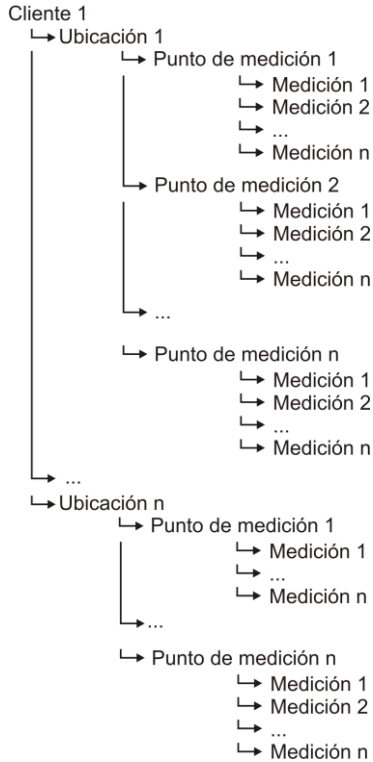 Cliente 1
Ubicación 1
Punto de medición 1
Medición 1
Medición 2
...
Medición n
Punto de medición 2
Medición 1
Medición 2
...
Medición n
...
Punto de medición n
Medición 1
Medición 2
...
Medición n
...
Ubicación n
Punto de medición 1
Medición 1
...
Medición n
...
Punto de medición n
Medición 1
Medición 2
...
Medición n